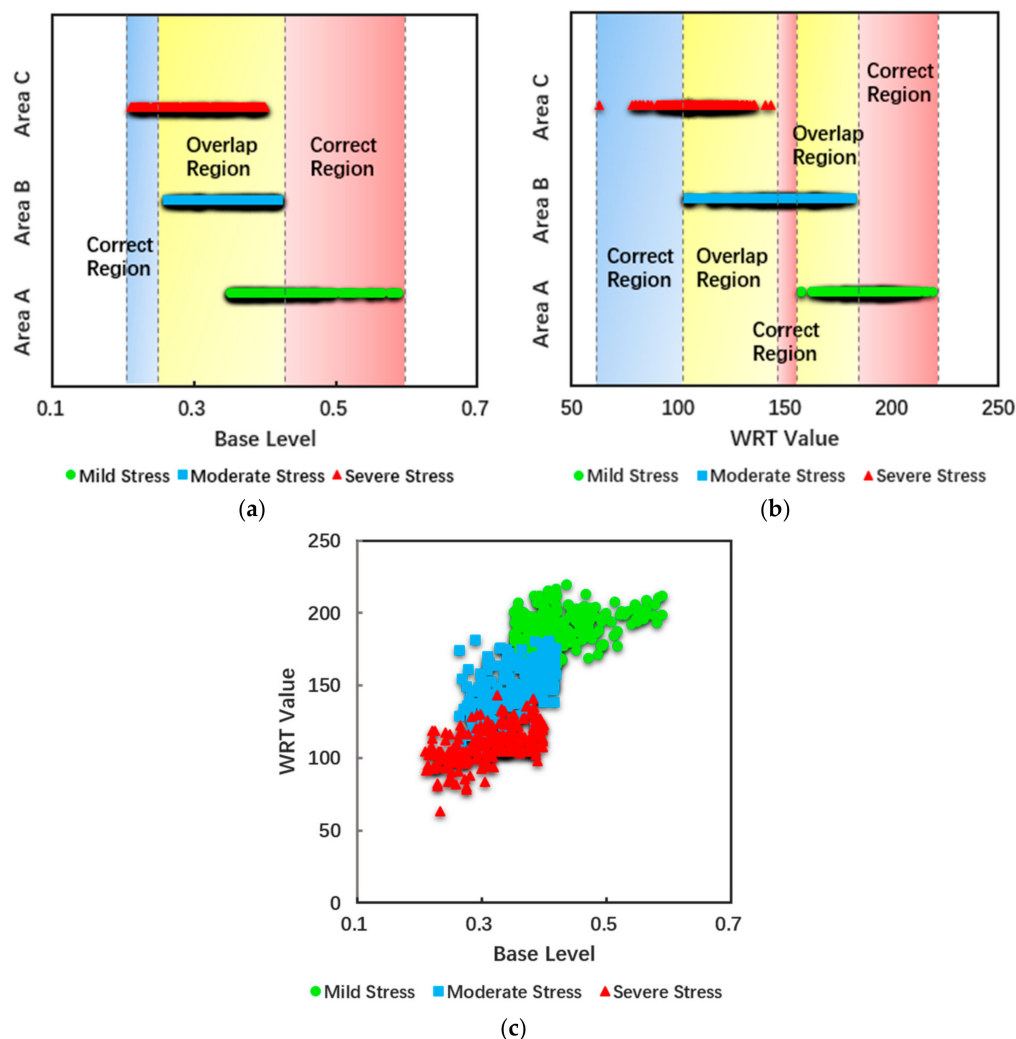 Area C
Area B
Area A
Overlap
Region
Correct
Region
Correct
Region
0.1
0.3
0.5
0.7
Base Level
Mild Stress
Moderate Stress
Severe Stress
(a)
Area C
Area B
Area A
Correct
Region
Overlap
Region
Correct
Region
Overlap
Region
Correct
Region
50
100
150
200
250
WRT Value
Mild Stress
Moderate Stress
Severe Stress
(b)
250
200
150
100
50
0
WRT Value
0.1
0.3
0.5
0.7
Base Level
Mild Stress
Moderate Stress
Severe Stress
(c)